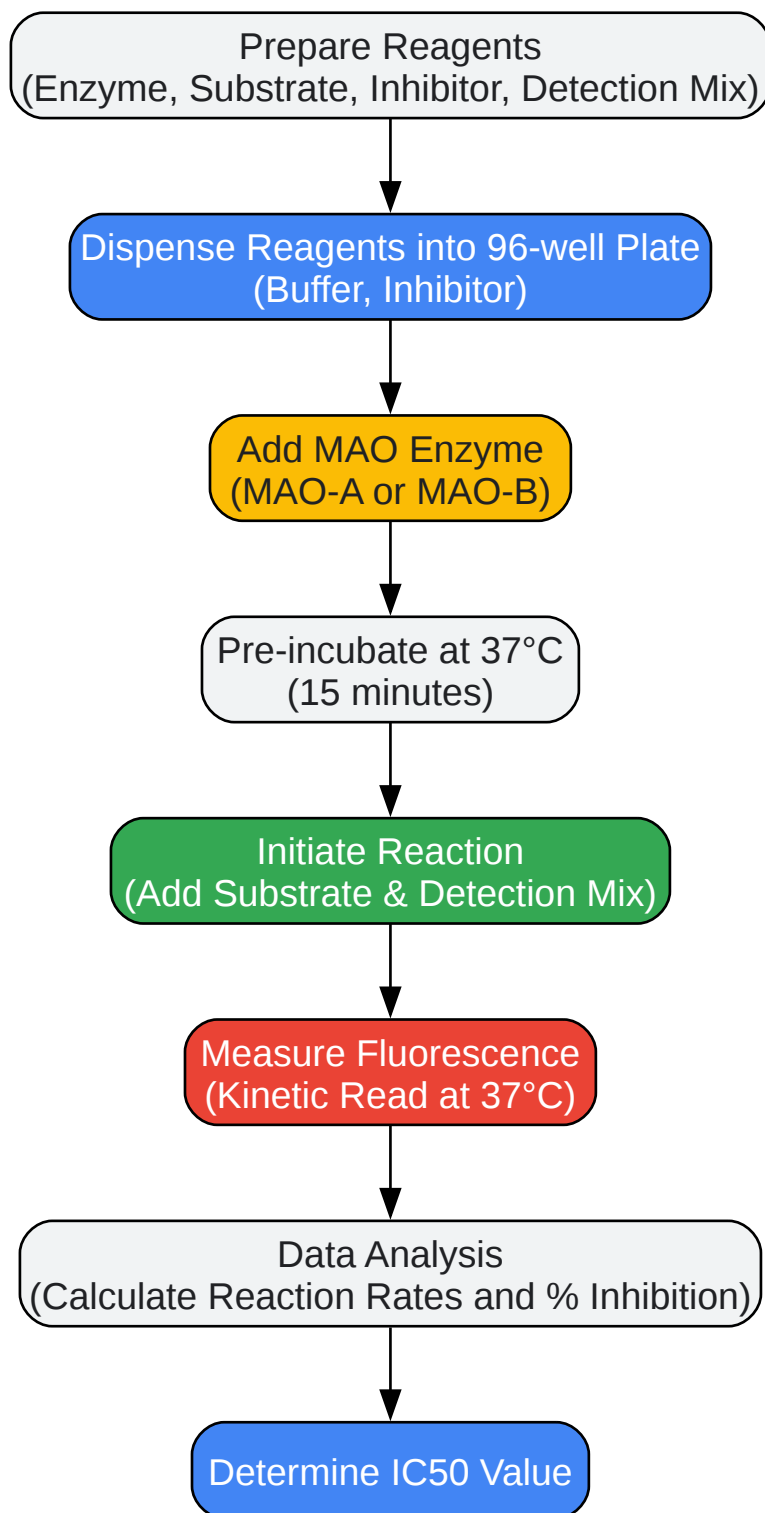 Prepare Reagents
(Enzyme, Substrate, Inhibitor, Detection Mix)
Dispense Reagents into 96-well Plate
(Buffer, Inhibitor)
Add MAO Enzyme
(MAO-A or MAO-B)
Pre-incubate at 37°C
(15 minutes)
Initiate Reaction
(Add Substrate & Detection Mix)
Measure Fluorescence
(Kinetic Read at 37°C)
Data Analysis
(Calculate Reaction Rates and % Inhibition)
Determine IC50 Value